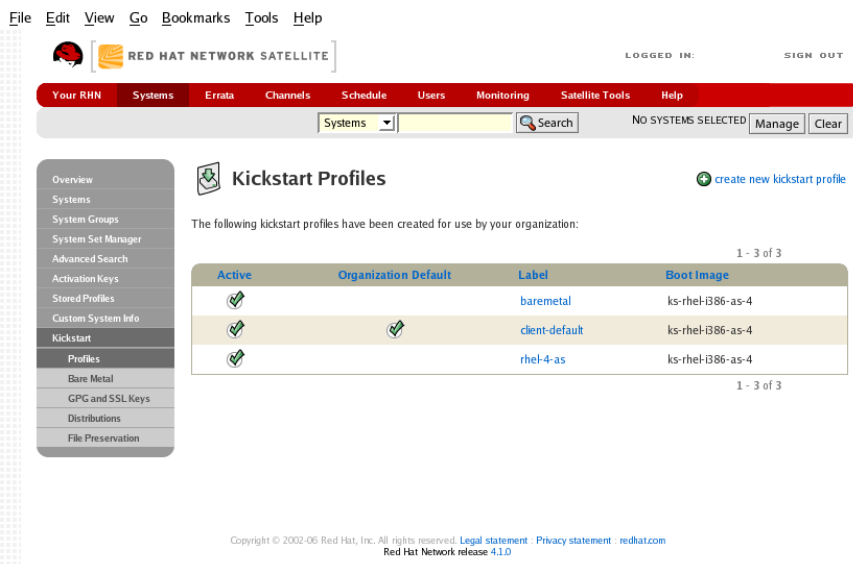 File Edit View Go Bookmarks Tools Help
RED HAT NETWORK SATELLITE
LOGGED IN: SIGN OUT
Your RHN Systems Errata Channels Schedule Users Monitoring Satellite Tools Help
Systems Search NO SYSTEMS SELECTED Manage Clear
Overview
Systems
System Groups
System Set Manager
Advanced Search
Activation Keys
Stored Profiles
Custom System Info
Kickstart
Profiles
Bare Metal
GPG and SSL Keys
Distributions
File Preservation
Kickstart Profiles
create new kickstart profile
The following kickstart profiles have been created for use by your organization:
1 - 3 of 3
Active Organization Default Label Boot Image
baremetal ks-rhel-i386-as-4
client-default ks-rhel-i386-as-4
rhel-4-as ks-rhel-i386-as-4
1 - 3 of 3
Copyright © 2002-06 Red Hat, Inc. All rights reserved. Legal statement : Privacy statement : redhat.com
Red Hat Network release 4.1.0